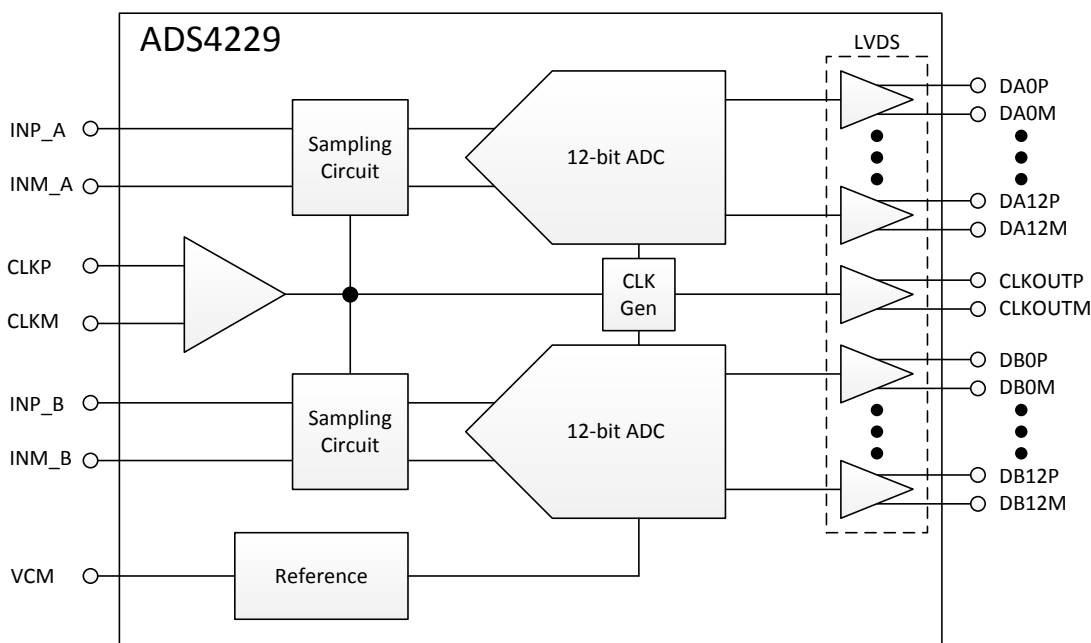 ADS4229
LVDS
INP_A
INM_A
Sampling
Circuit
12-bit ADC
DA0P
DA0M
DA12P
DA12M
CLKP
CLKM
CLK
Gen
CLKOUTP
CLKOUTM
INP_B
INM_B
Sampling
Circuit
12-bit ADC
DB0P
DB0M
DB12P
DB12M
VCM
Reference